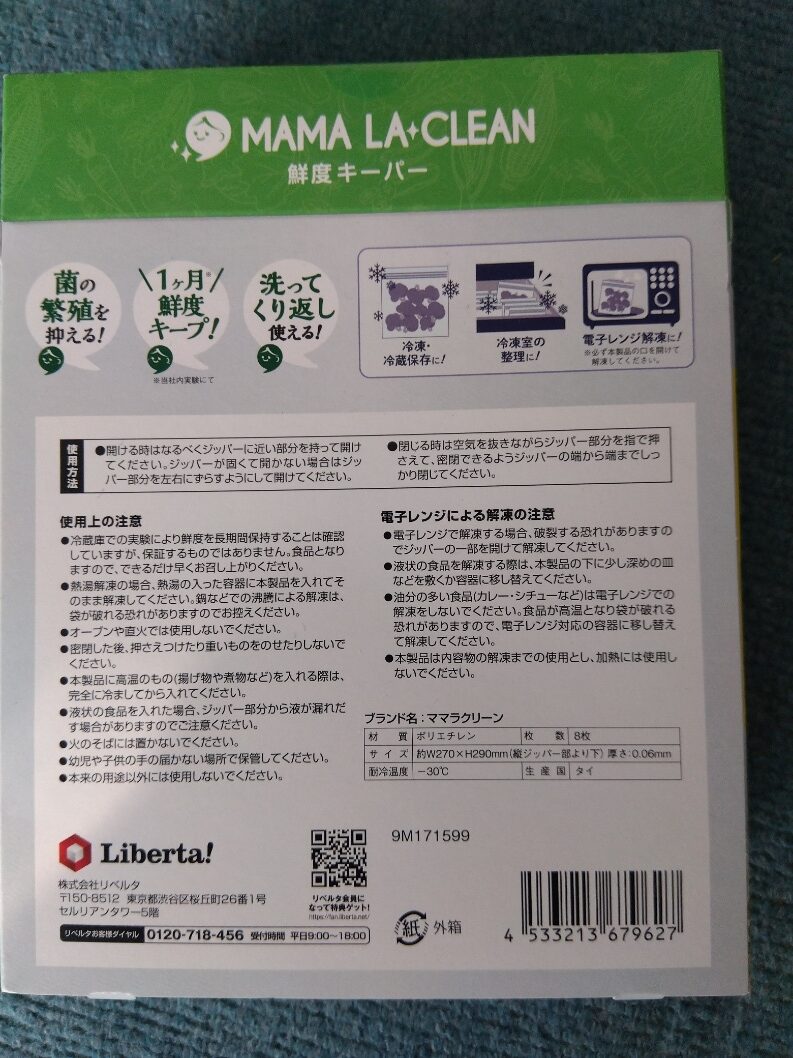 MAMA LA✦CLEAN
鮮度キーパー
菌の
繁殖を
抑える!
1ヶ月※
鮮度
キープ!
※当社内実験にて
洗って
くり返し
使える!
冷凍・
冷蔵保存に!
冷凍室の
整理に!
電子レンジ解凍に!
※必ず本製品の口を開けて
解凍してください。
使用方法
●開ける時はなるべくジッパーに近い部分を持って開け
てください。ジッパーが固くて開かない場合はジッ
パー部分を左右にずらすようにして開けてください。
●閉じる時は空気を抜きながらジッパー部分を指で押
さえて、密閉できるようジッパーの端から端までしっ
かり閉じてください。
使用上の注意
●冷蔵庫での実験により鮮度を長期間保持することは確認
していますが、保証するものではありません。食品となり
ますので、できるだけ早くお召し上がりください。
●熱湯解凍の場合、熱湯の入った容器に本製品を入れてそ
のまま解凍してください。鍋などでの沸騰による解凍は、
袋が破れる恐れがありますのでお控えください。
●オーブンや直火では使用しないでください。
●密閉した後、押さえつけたり重いものをのせたりしないで
ください。
●本製品に高温のもの(揚げ物や煮物など)を入れる際は、
完全に冷ましてから入れてください。
●液状の食品を入れた場合、ジッパー部分から液が漏れだ
す場合がありますのでご注意ください。
●火のそばには置かないでください。
●幼児や子供の手の届かない場所で保管してください。
●本来の用途以外には使用しないでください。
電子レンジによる解凍の注意
●電子レンジで解凍する場合、破裂する恐れがありますの
でジッパーの一部を開けて解凍してください。
●液状の食品を解凍する際は、本製品の下に少し深めの皿
などを敷くか容器に移し替えてください。
●油分の多い食品(カレー・シチューなど)は電子レンジでの
解凍をしないでください。食品が高温となり袋が破れる
恐れがありますので、電子レンジ対応の容器に移し替え
て解凍してください。
●本製品は内容物の解凍までの使用とし、加熱には使用し
ないでください。
ブランド名:ママラクリーン
材質 ポリエチレン 枚数 8枚
サイズ 約W270×H290mm(縦ジッパー部より下) 厚さ:0.06mm
耐冷温度 −30℃ 生産国 タイ
Liberta!
株式会社リベルタ
〒150-8512 東京都渋谷区桜丘町26番1号
セルリアンタワー5階
リベルタお客様ダイヤル 0120-718-456 受付時間 平日9:00〜18:00
リベルタ会員に
なって特典ゲット!
https://fan.liberta.net/
9M171599
紙 外箱
4 533213 679627